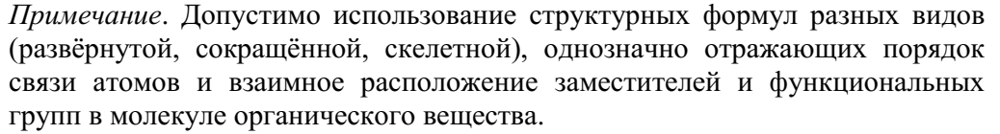 Примечание. Допустимо использование структурных формул разных видов
(развёрнутой, сокращённой, скелетной), однозначно отражающих порядок
связи атомов и взаимное расположение заместителей и функциональных
групп в молекуле органического вещества.